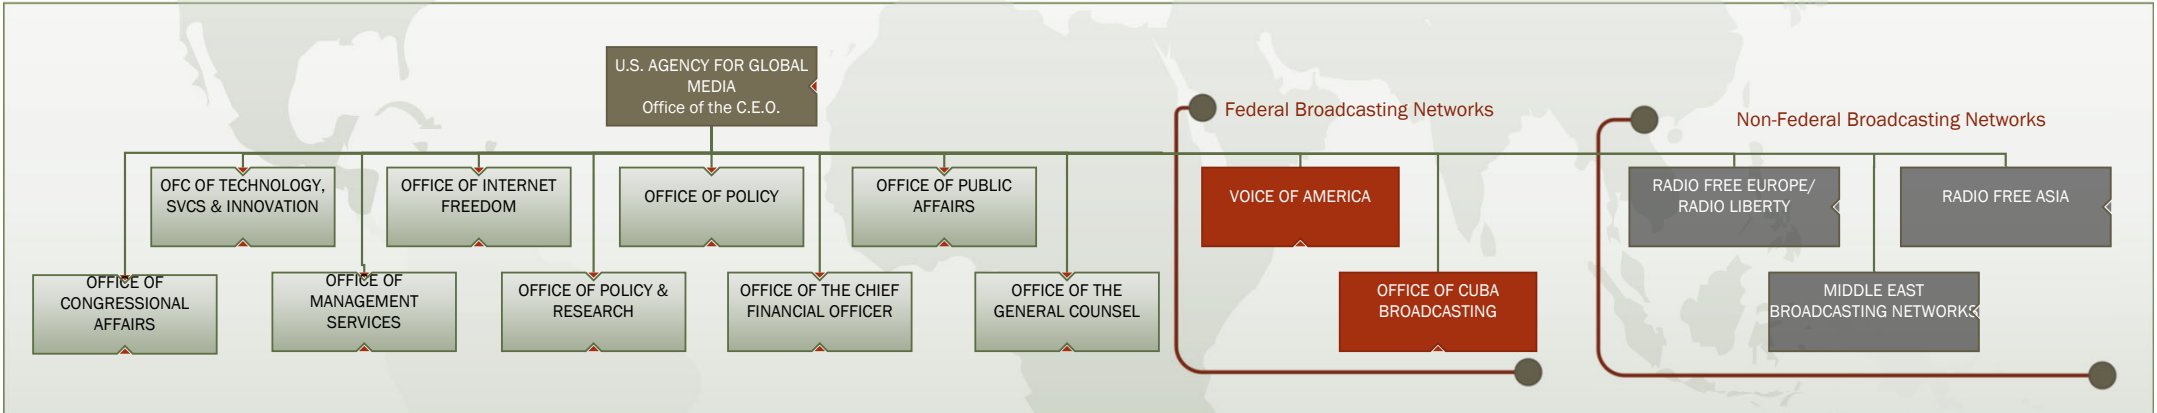 U.S. AGENCY FOR GLOBAL
MEDIA
Office of the C.E.O.
Federal Broadcasting Networks
Non-Federal Broadcasting Networks
OFC OF TECHNOLOGY,
SVCS & INNOVATION
OFFICE OF INTERNET
FREEDOM
OFFICE OF POLICY
OFFICE OF PUBLIC
AFFAIRS
VOICE OF AMERICA
RADIO FREE EUROPE/
RADIO LIBERTY
RADIO FREE ASIA
OFFICE OF
CONGRESSIONAL
AFFAIRS
OFFICE OF
MANAGEMENT
SERVICES
OFFICE OF POLICY &
RESEARCH
OFFICE OF THE CHIEF
FINANCIAL OFFICER
OFFICE OF THE
GENERAL COUNSEL
OFFICE OF CUBA
BROADCASTING
MIDDLE EAST
BROADCASTING NETWORKS